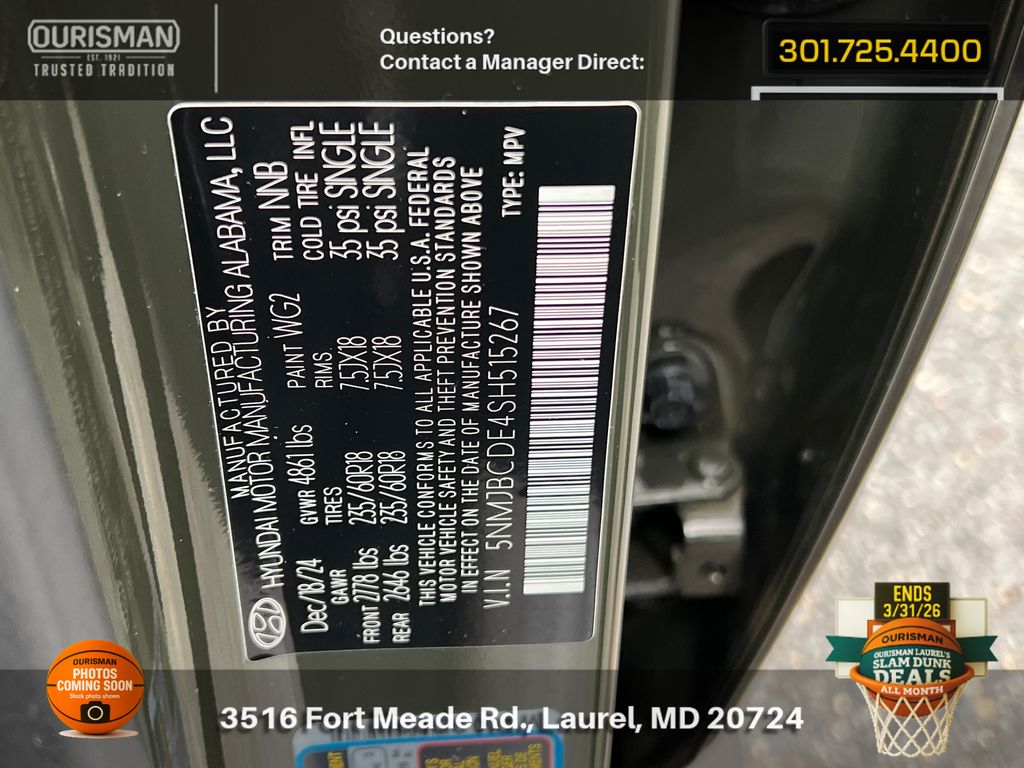 OURISMAN
EST. 1921
TRUSTED TRADITION
Questions?
Contact a Manager Direct:
301.725.4400
MANUFACTURED BY
HYUNDAI MOTOR MANUFACTURING ALABAMA, LLC
Dec/18/24 GVWR 4861 lbs PAINT WG2 TRIM NNB
GAWR TIRES RIMS COLD TIRE INFL
FRONT 2778 lbs 235/60R18 7.5JX18 35 psi SINGLE
REAR 2646 lbs 235/60R18 7.5JX18 35 psi SINGLE
THIS VEHICLE CONFORMS TO ALL APPLICABLE U.S.A. FEDERAL
MOTOR VEHICLE SAFETY AND THEFT PREVENTION STANDARDS
IN EFFECT ON THE DATE OF MANUFACTURE SHOWN ABOVE
V.I.N 5NMJBCDE4SH515267 TYPE: MPV
OURISMAN
PHOTOS
COMING SOON
Stock photo shown
3516 Fort Meade Rd., Laurel, MD 20724
ENDS
3/31/26
OURISMAN
OURISMAN LAUREL'S
SLAM DUNK
DEALS
ALL MONTH